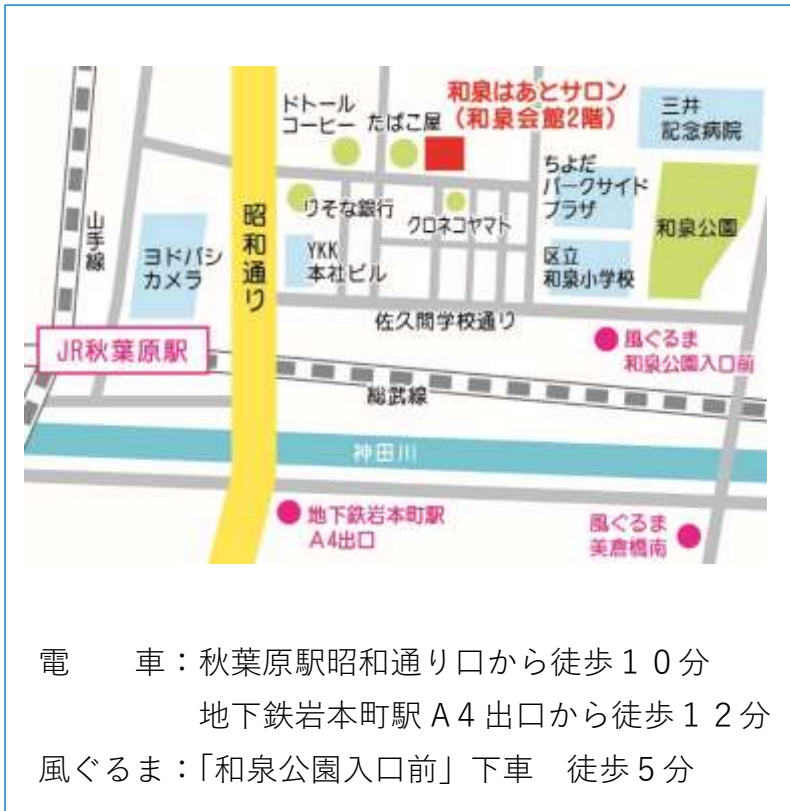 ドトール
コーヒー
たばこ屋
和泉はあとサロン
(和泉会館2階)
三井
記念病院
ちよだ
パークサイド
プラザ
和泉公園
りそな銀行
クロネコヤマト
山手線
ヨドバシ
カメラ
昭和通り
YKK
本社ビル
区立
和泉小学校
佐久間学校通り
JR秋葉原駅
風ぐるま
和泉公園入口前
総武線
神田川
地下鉄岩本町駅
A4出口
風ぐるま
美倉橋南
電　　車：秋葉原駅昭和通り口から徒歩１０分
地下鉄岩本町駅A４出口から徒歩１２分
風ぐるま：「和泉公園入口前」下車　徒歩５分